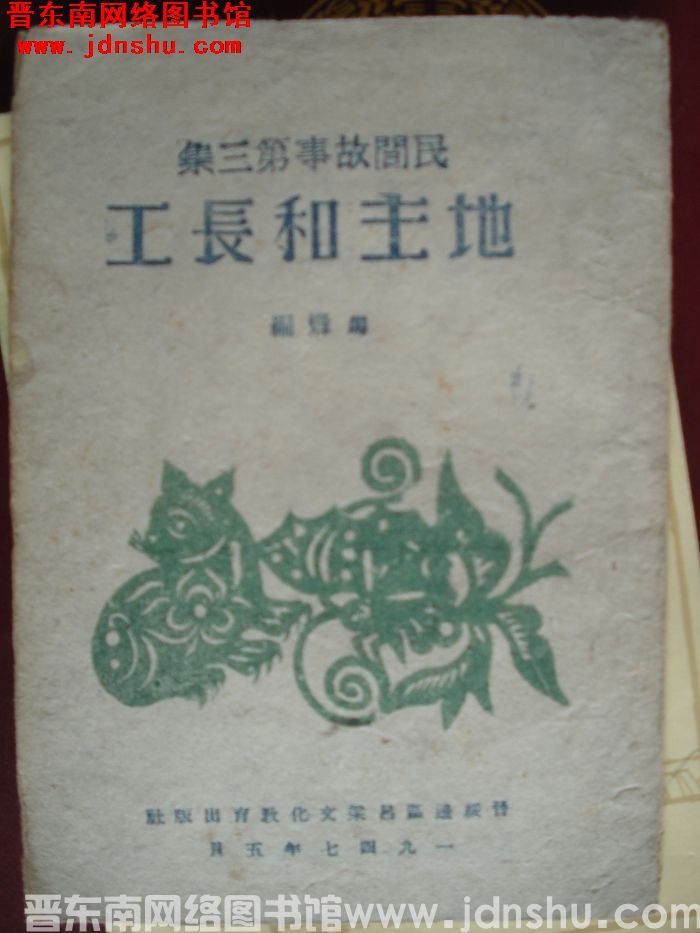 晋东南网络图书馆
www.jdnshu.com
民間故事第三集
地主和長工
編
晉綏邊區呂梁文化教育出版社
一九四七年五月
晋东南网络图书馆www.jdnshu.com